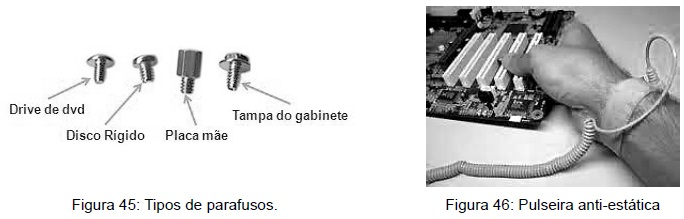 Drive de dvd
Disco Rígido
Placa mãe
Tampa do gabinete
Figura 45: Tipos de parafusos.
Figura 46: Pulseira anti-estática